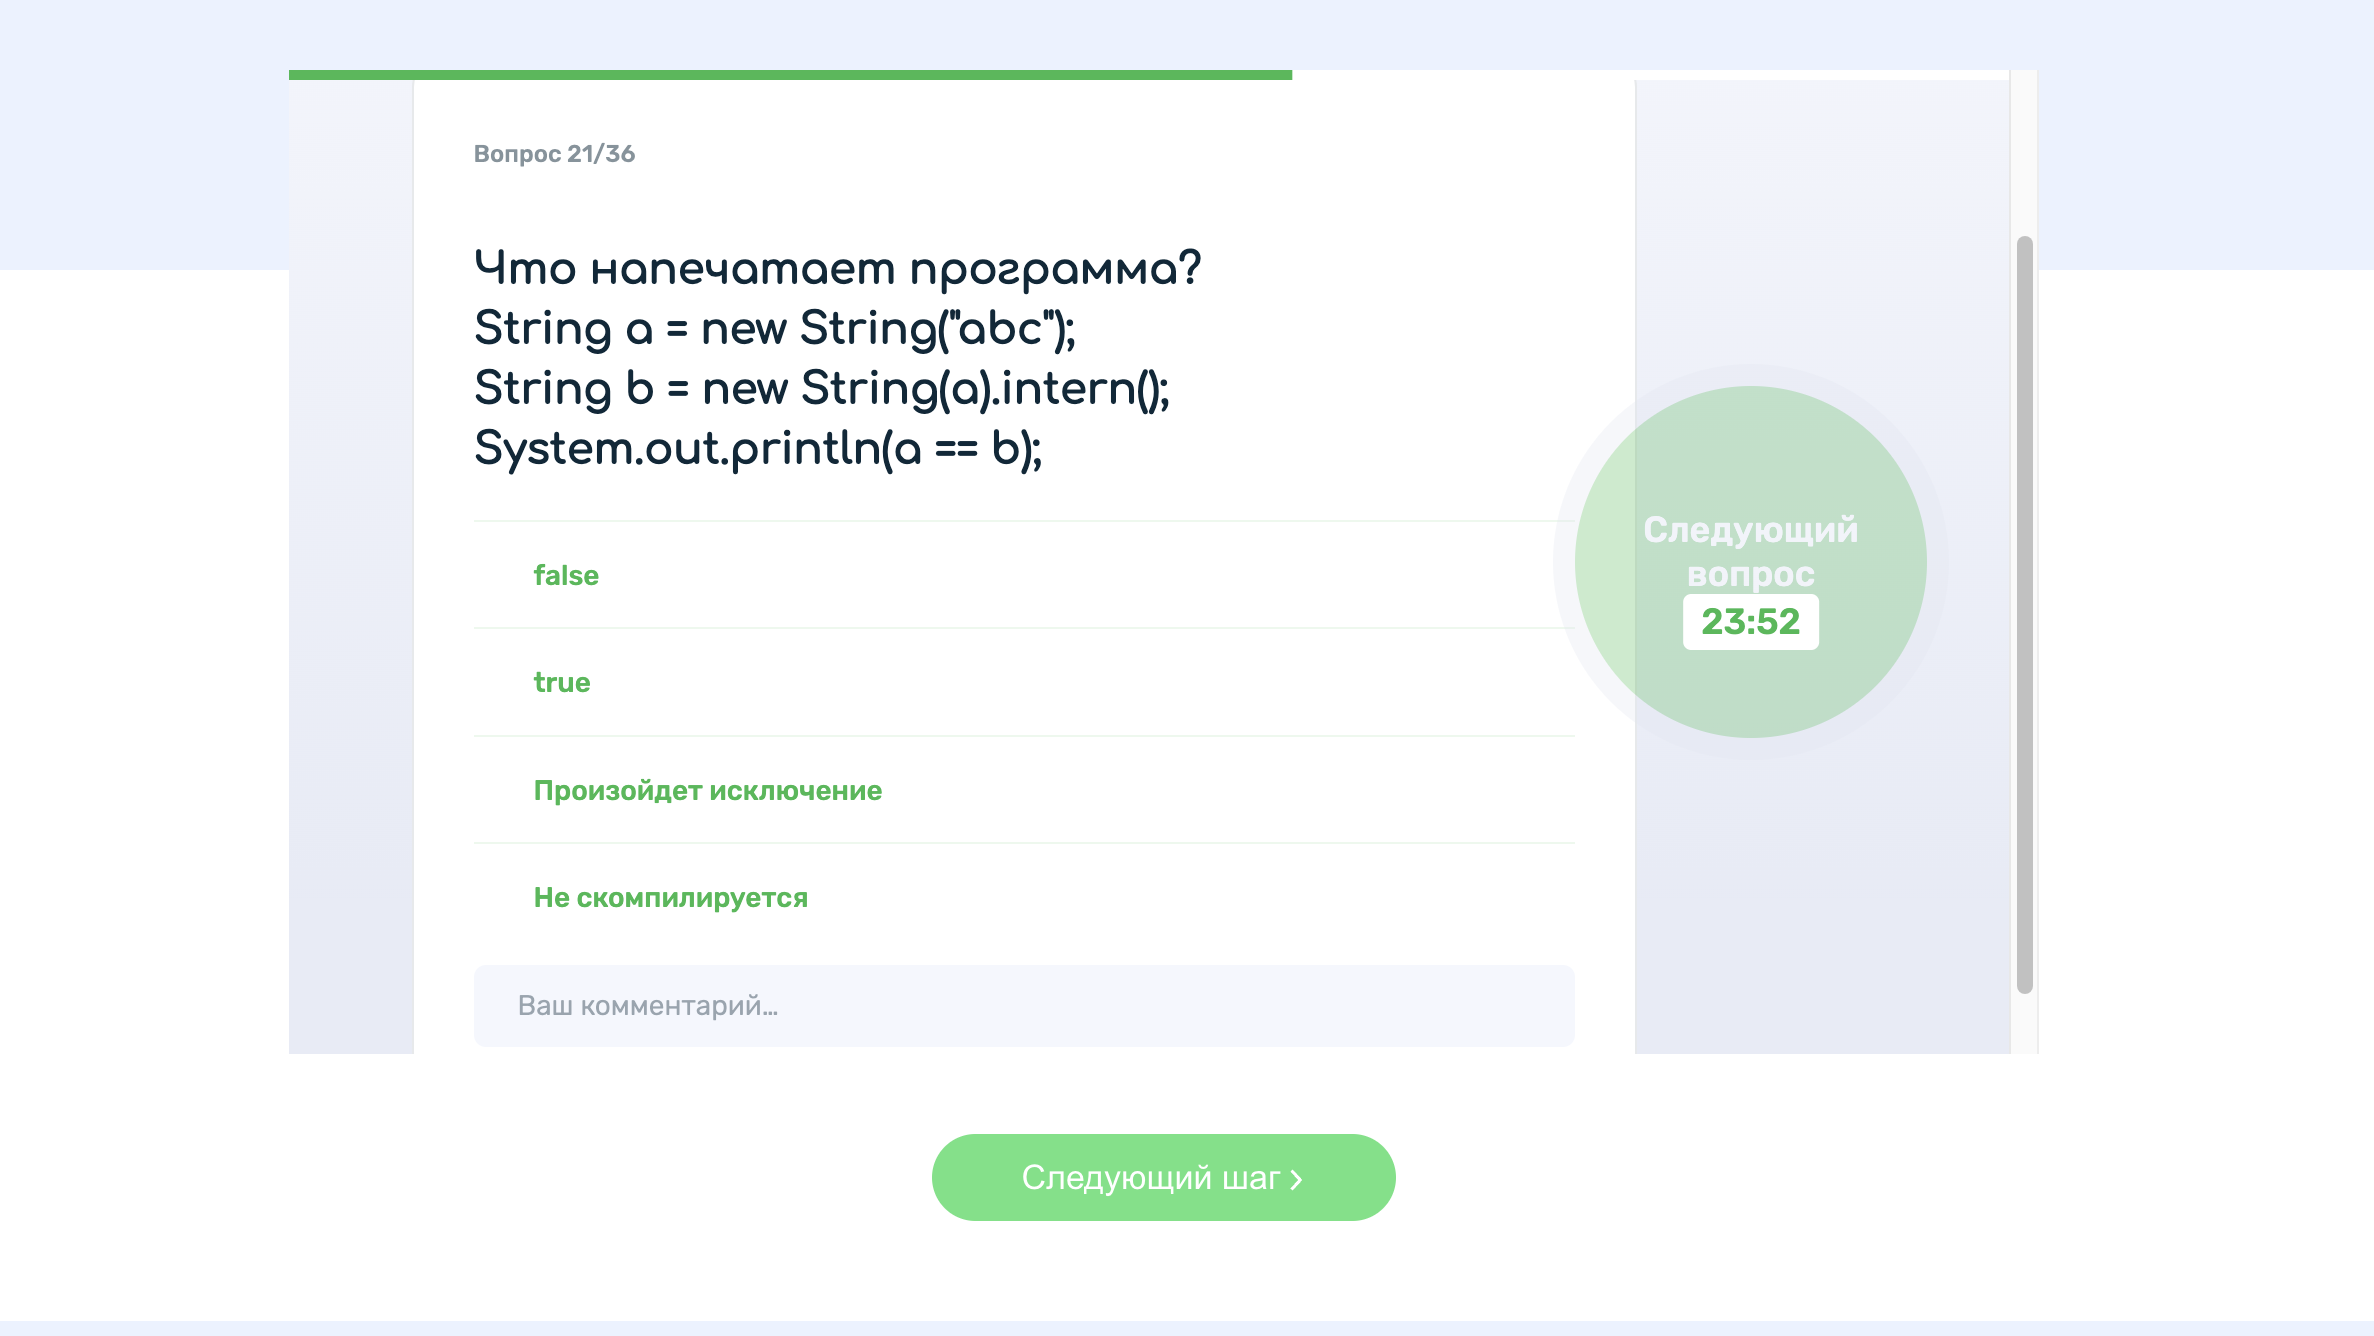 Вопрос 21/36
Что напечатает программа?
String a = new String("abc");
String b = new String(a).intern();
System.out.println(a == b);
false
true
Произойдет исключение
Не скомпилируется
Ваш комментарий...
Следующий
вопрос
23:52
Следующий шаг